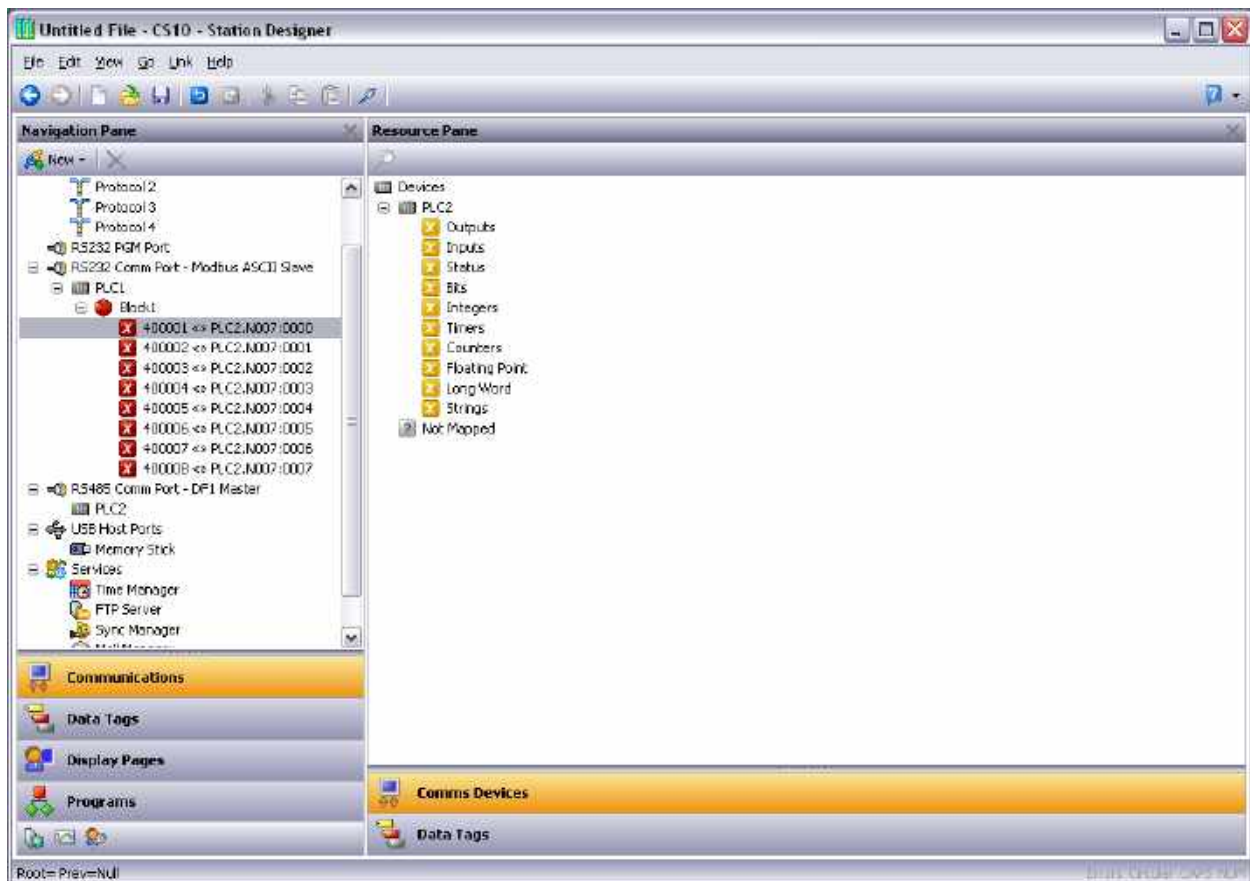 Untitled File - CS10 - Station Designer
File Edit View Go Link Help
Navigation Pane
New
Protocol 2
Protocol 3
Protocol 4
RS232 PGM Port
RS232 Comm Port - Modbus ASCII Slave
PLC1
Block1
400001 <> PLC2.N007:0000
400002 <> PLC2.N007:0001
400003 <> PLC2.N007:0002
400004 <> PLC2.N007:0003
400005 <> PLC2.N007:0004
400006 <> PLC2.N007:0005
400007 <> PLC2.N007:0006
400008 <> PLC2.N007:0007
RS485 Comm Port - DF1 Master
PLC2
USB Host Ports
Memory Stick
Services
Time Manager
FTP Server
Sync Manager
Communications
Data Tags
Display Pages
Programs
Resource Pane
Devices
PLC2
Outputs
Inputs
Status
Bits
Integers
Timers
Counters
Floating Point
Long Word
Strings
Not Mapped
Comms Devices
Data Tags
Root= Prev=Null